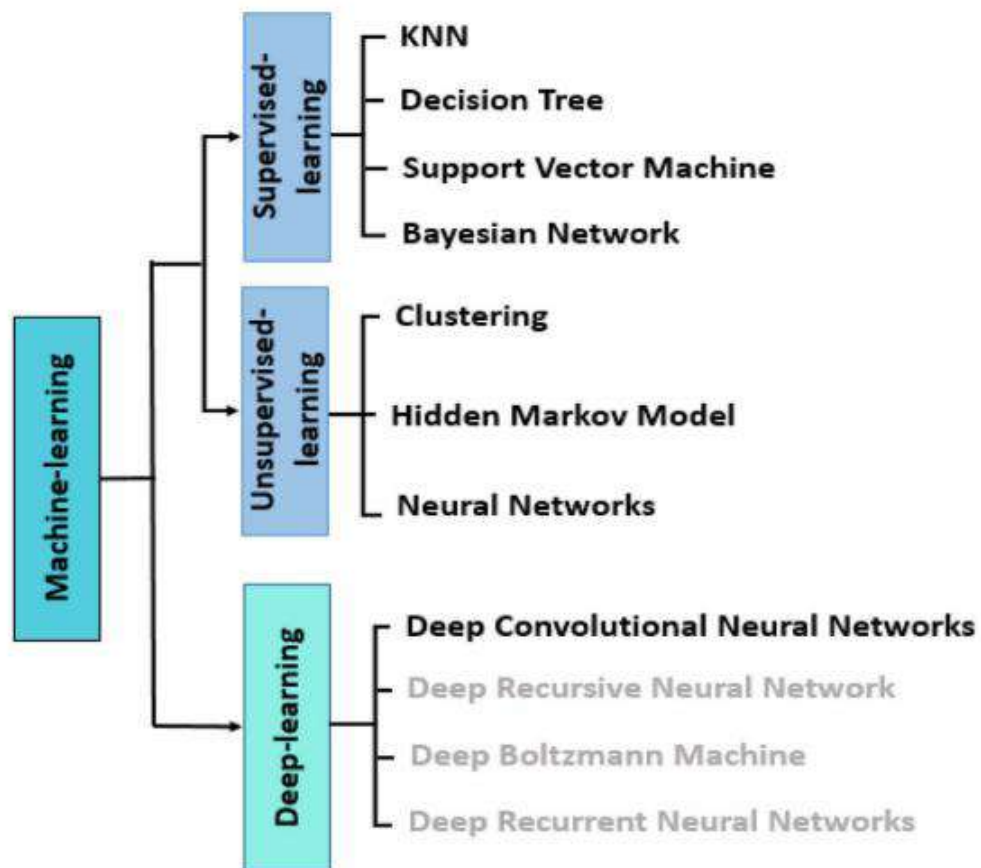 Machine-learning
Supervised-
learning
KNN
Decision Tree
Support Vector Machine
Bayesian Network
Unsupervised-
learning
Clustering
Hidden Markov Model
Neural Networks
Deep-learning
Deep Convolutional Neural Networks
Deep Recursive Neural Network
Deep Boltzmann Machine
Deep Recurrent Neural Networks